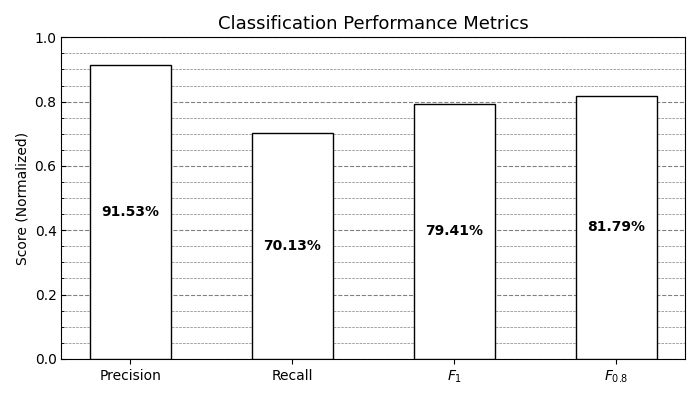 Classification Performance Metrics
Score (Normalized)
1.0
0.8
0.6
0.4
0.2
0.0
91.53%
70.13%
79.41%
81.79%
Precision
Recall
F₁
F₀.₈